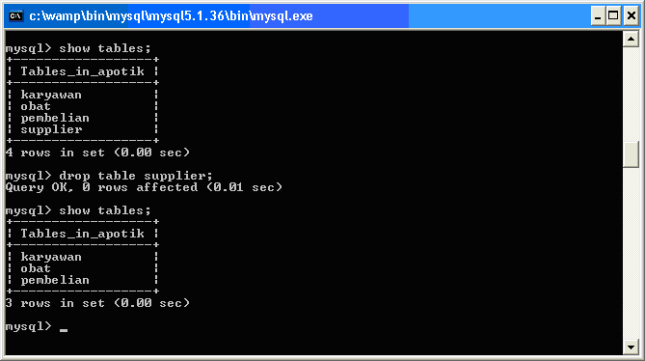 c:\wamp\bin\mysql\mysql5.1.36\bin\mysql.exe
mysql> show tables;
+------------------+
| Tables_in_apotik |
+------------------+
| karyawan         |
| obat             |
| pembelian        |
| supplier         |
+------------------+
4 rows in set (0.00 sec)
mysql> drop table supplier;
Query OK, 0 rows affected (0.01 sec)
mysql> show tables;
+------------------+
| Tables_in_apotik |
+------------------+
| karyawan         |
| obat             |
| pembelian        |
+------------------+
3 rows in set (0.00 sec)
mysql> _